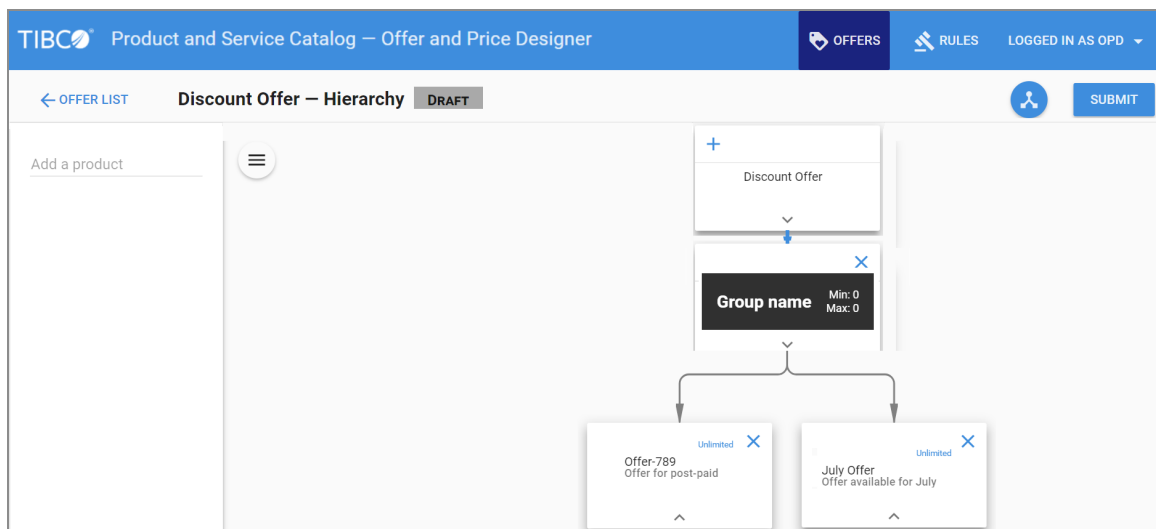 TIBCO® Product and Service Catalog — Offer and Price Designer
OFFERS
RULES
LOGGED IN AS OPD
OFFER LIST
Discount Offer — Hierarchy
DRAFT
SUBMIT
Add a product
Discount Offer
Group name
Min: 0
Max: 0
Unlimited
Offer-789
Offer for post-paid
Unlimited
July Offer
Offer available for July